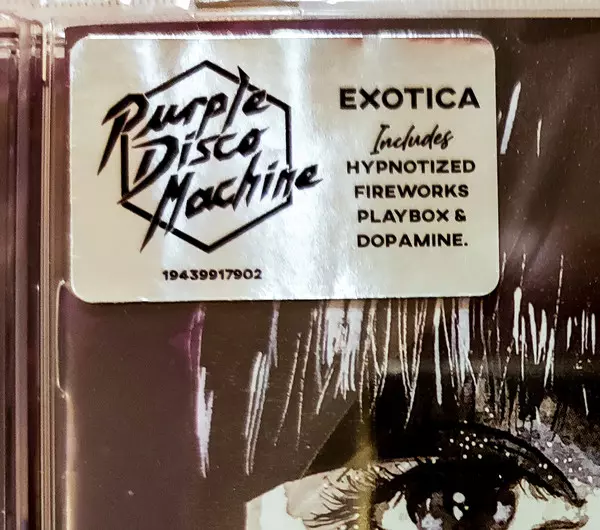 Purple
Disco
Machine
19439917902
EXOTICA
Includes
HYPNOTIZED
FIREWORKS
PLAYBOX &
DOPAMINE.